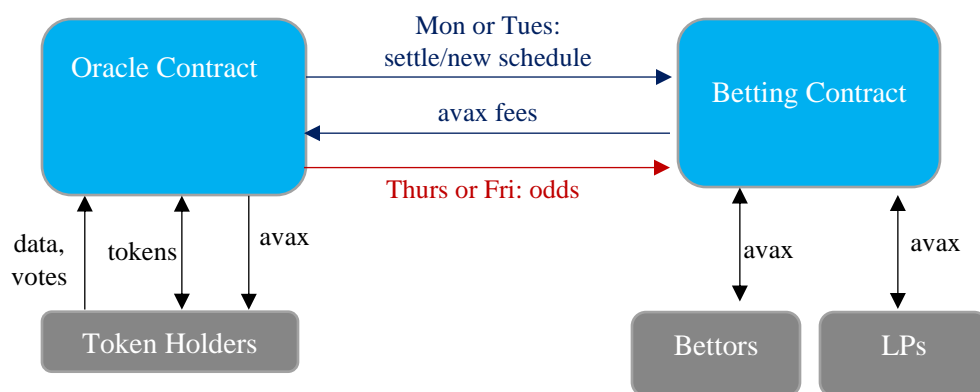 Mon or Tues:
settle/new schedule
Oracle Contract
Betting Contract
avax fees
Thurs or Fri: odds
data,
votes
tokens
avax
avax
avax
Token Holders
Bettors
LPs